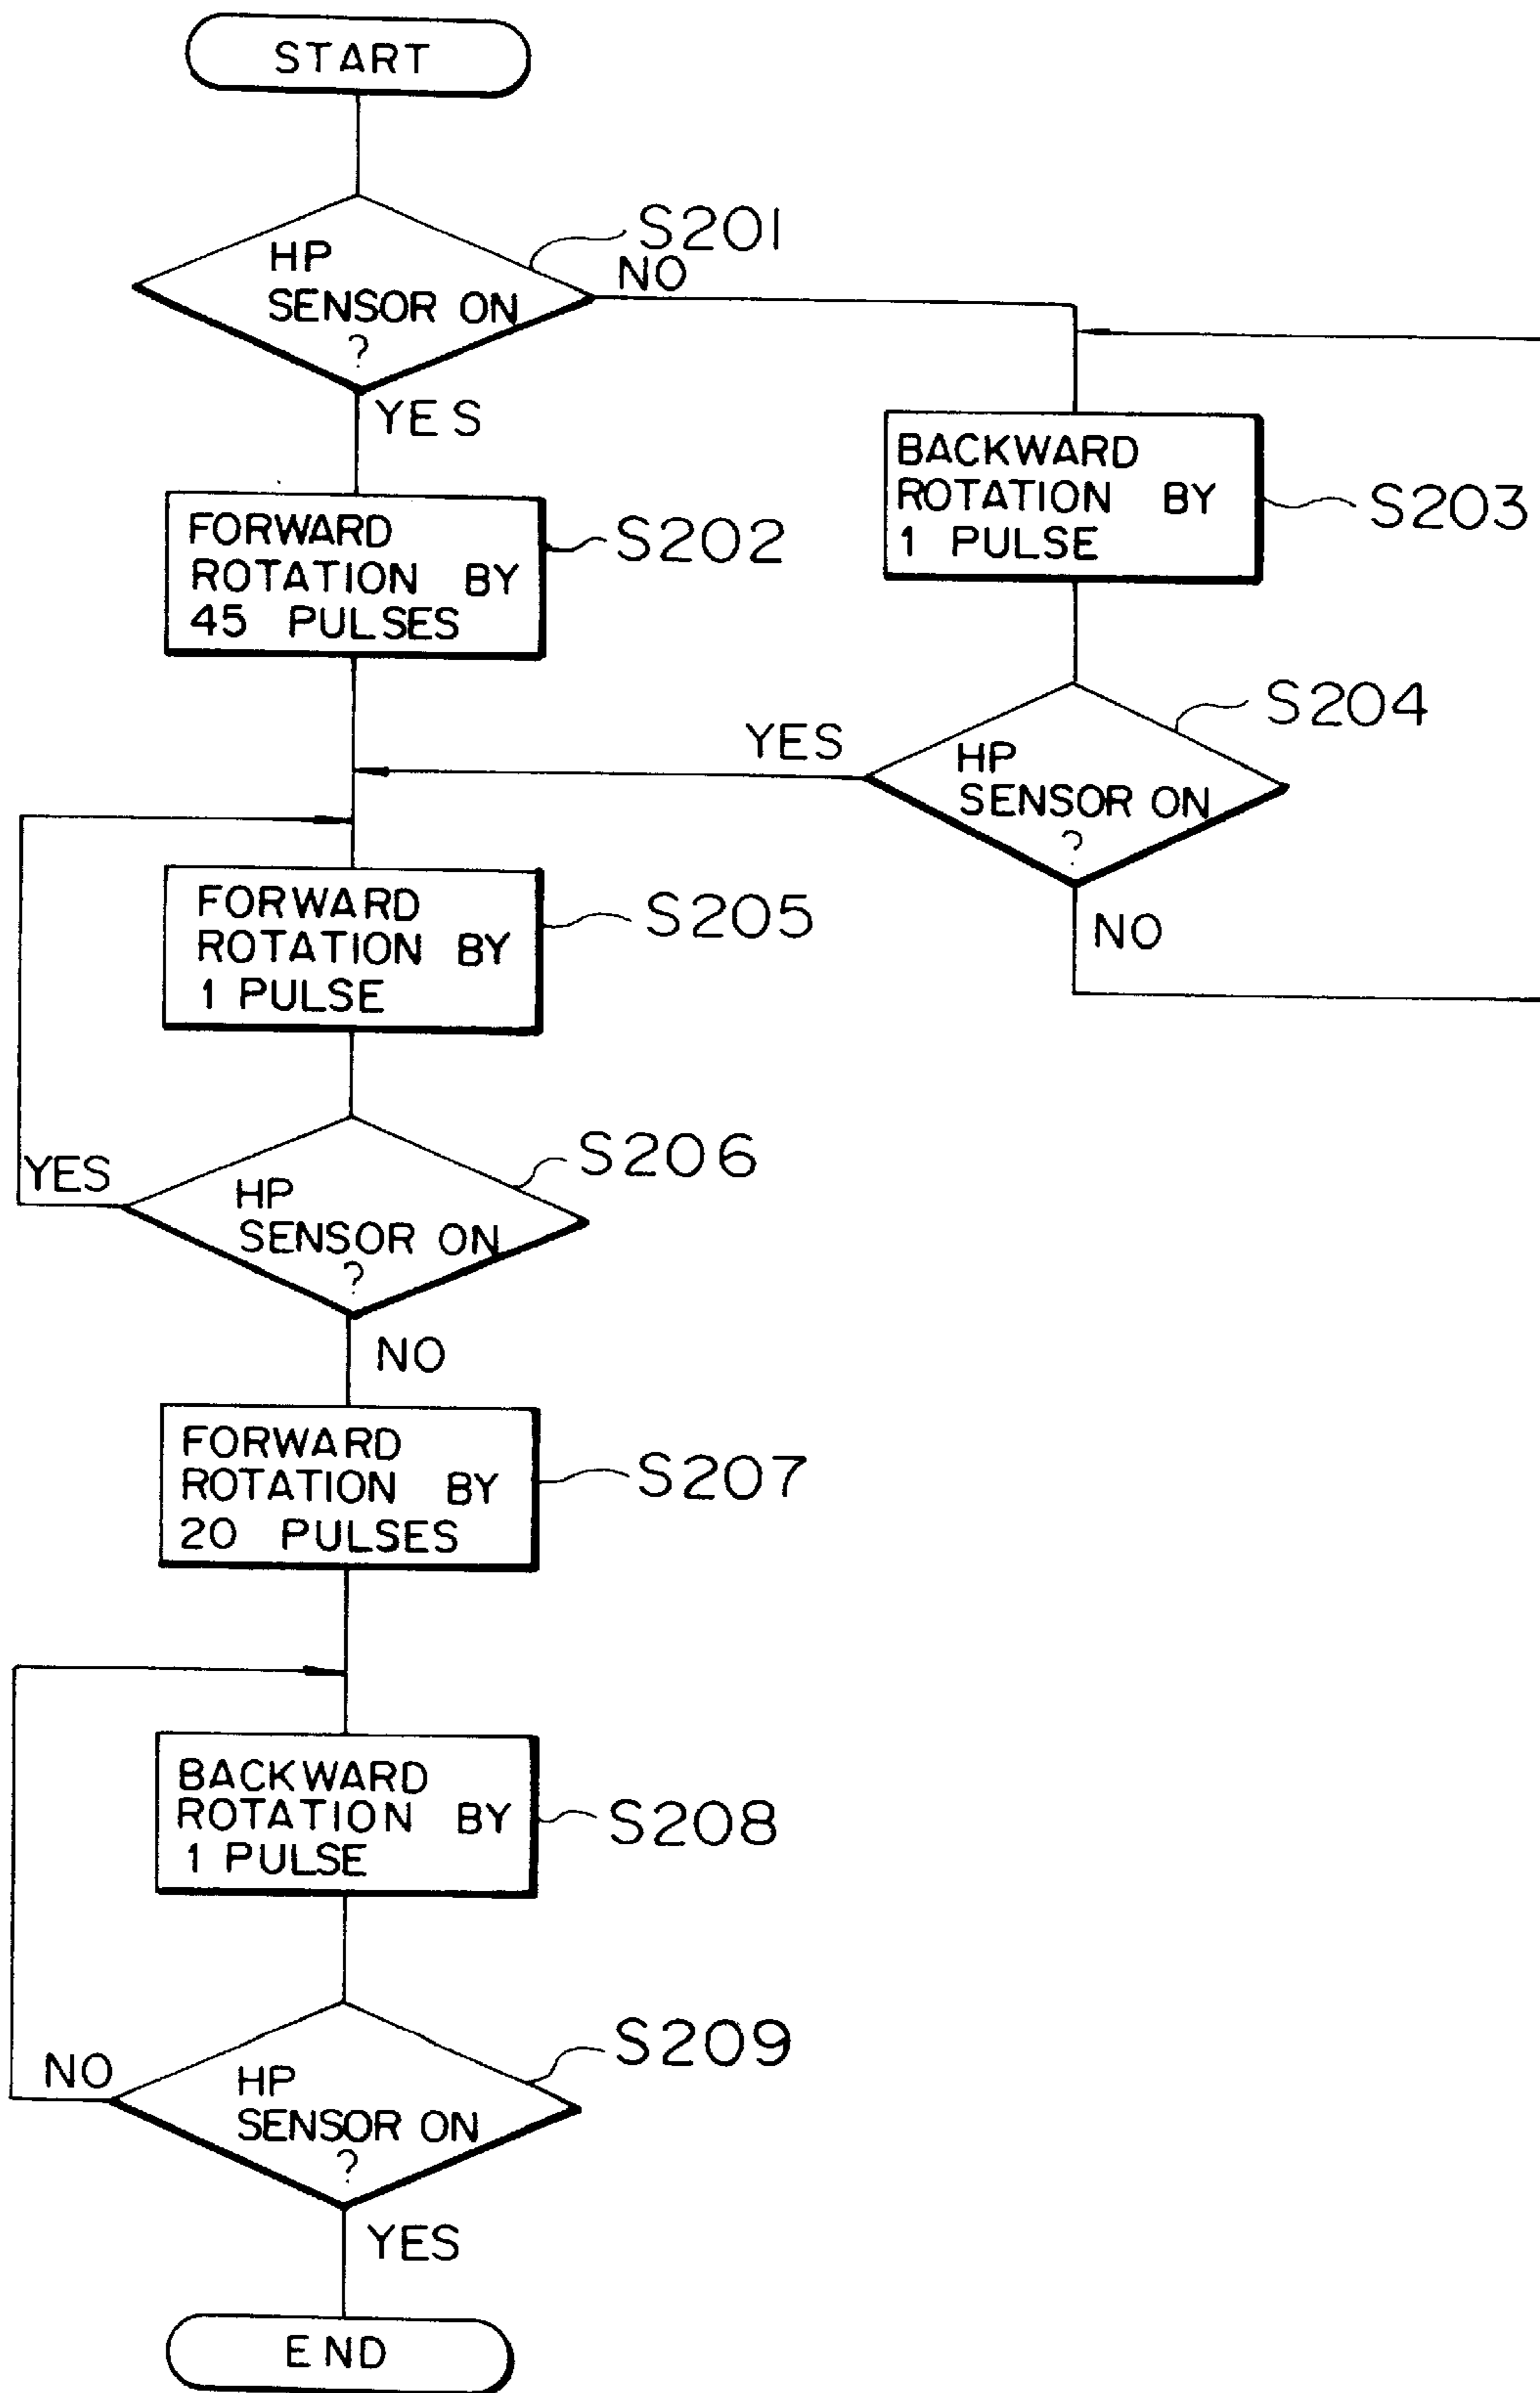 START
HP
SENSOR ON
?
S201
NO
YES
FORWARD
ROTATION BY
45 PULSES
S202
BACKWARD
ROTATION BY
1 PULSE
S203
HP
SENSOR ON
?
S204
YES
NO
FORWARD
ROTATION BY
1 PULSE
S205
HP
SENSOR ON
?
S206
YES
NO
FORWARD
ROTATION BY
20 PULSES
S207
BACKWARD
ROTATION BY
1 PULSE
S208
HP
SENSOR ON
?
S209
NO
YES
END